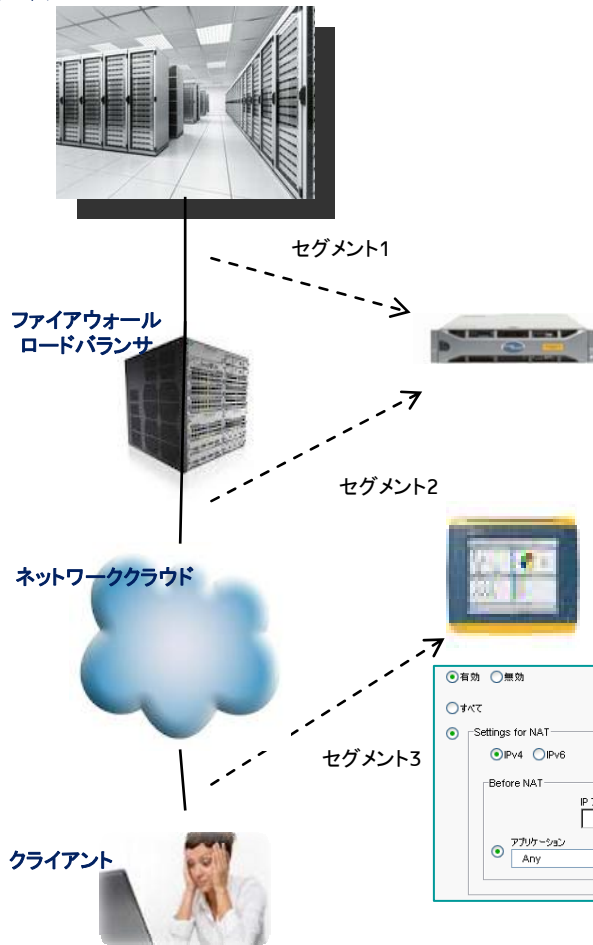 セグメント1
ファイアウォール
ロードバランサ
セグメント2
ネットワーククラウド
セグメント3
クライアント
有効 無効
すべて
Settings for NAT
IPv4 IPv6
Before NAT
アプリケーション
Any